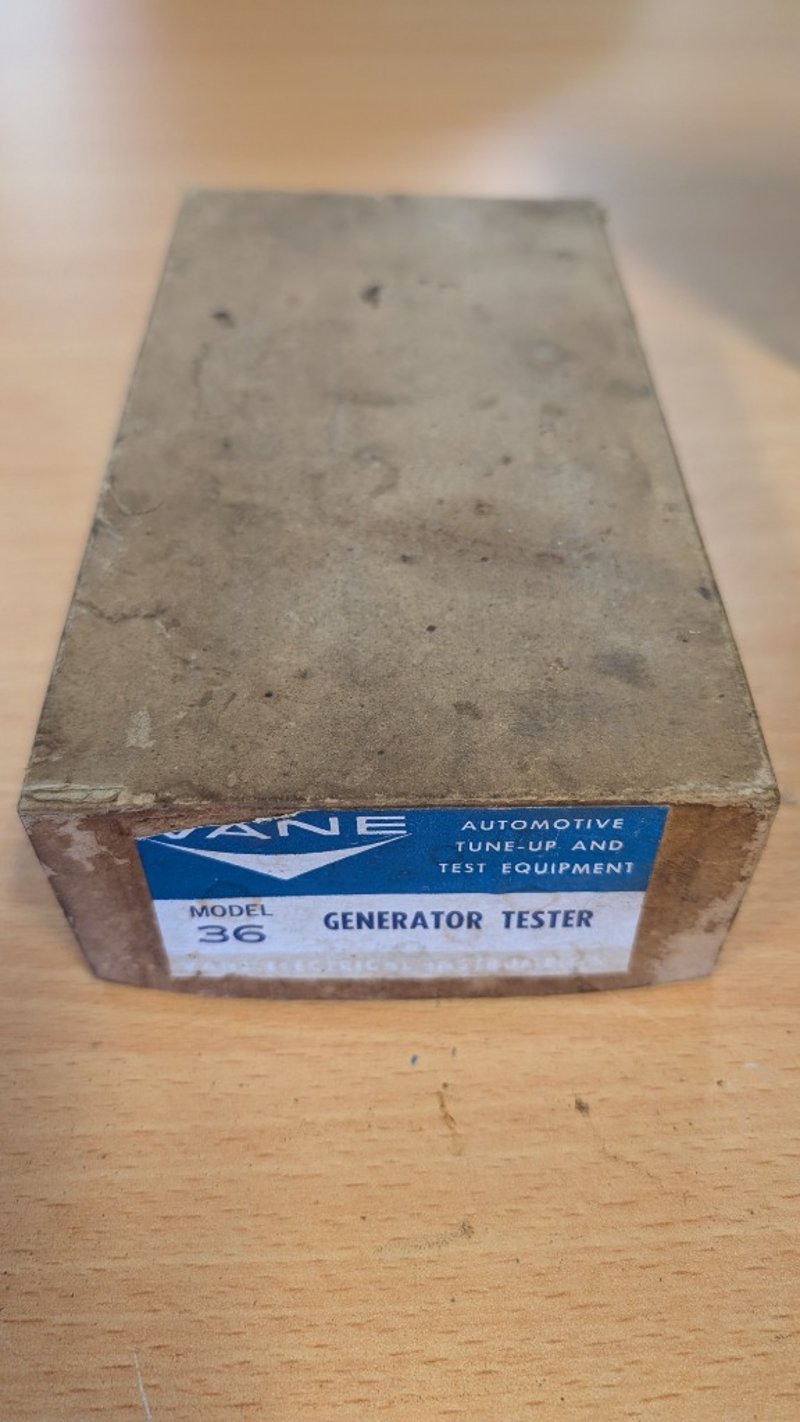 VANE
AUTOMOTIVE
TUNE-UP AND
TEST EQUIPMENT
MODEL
36
GENERATOR TESTER